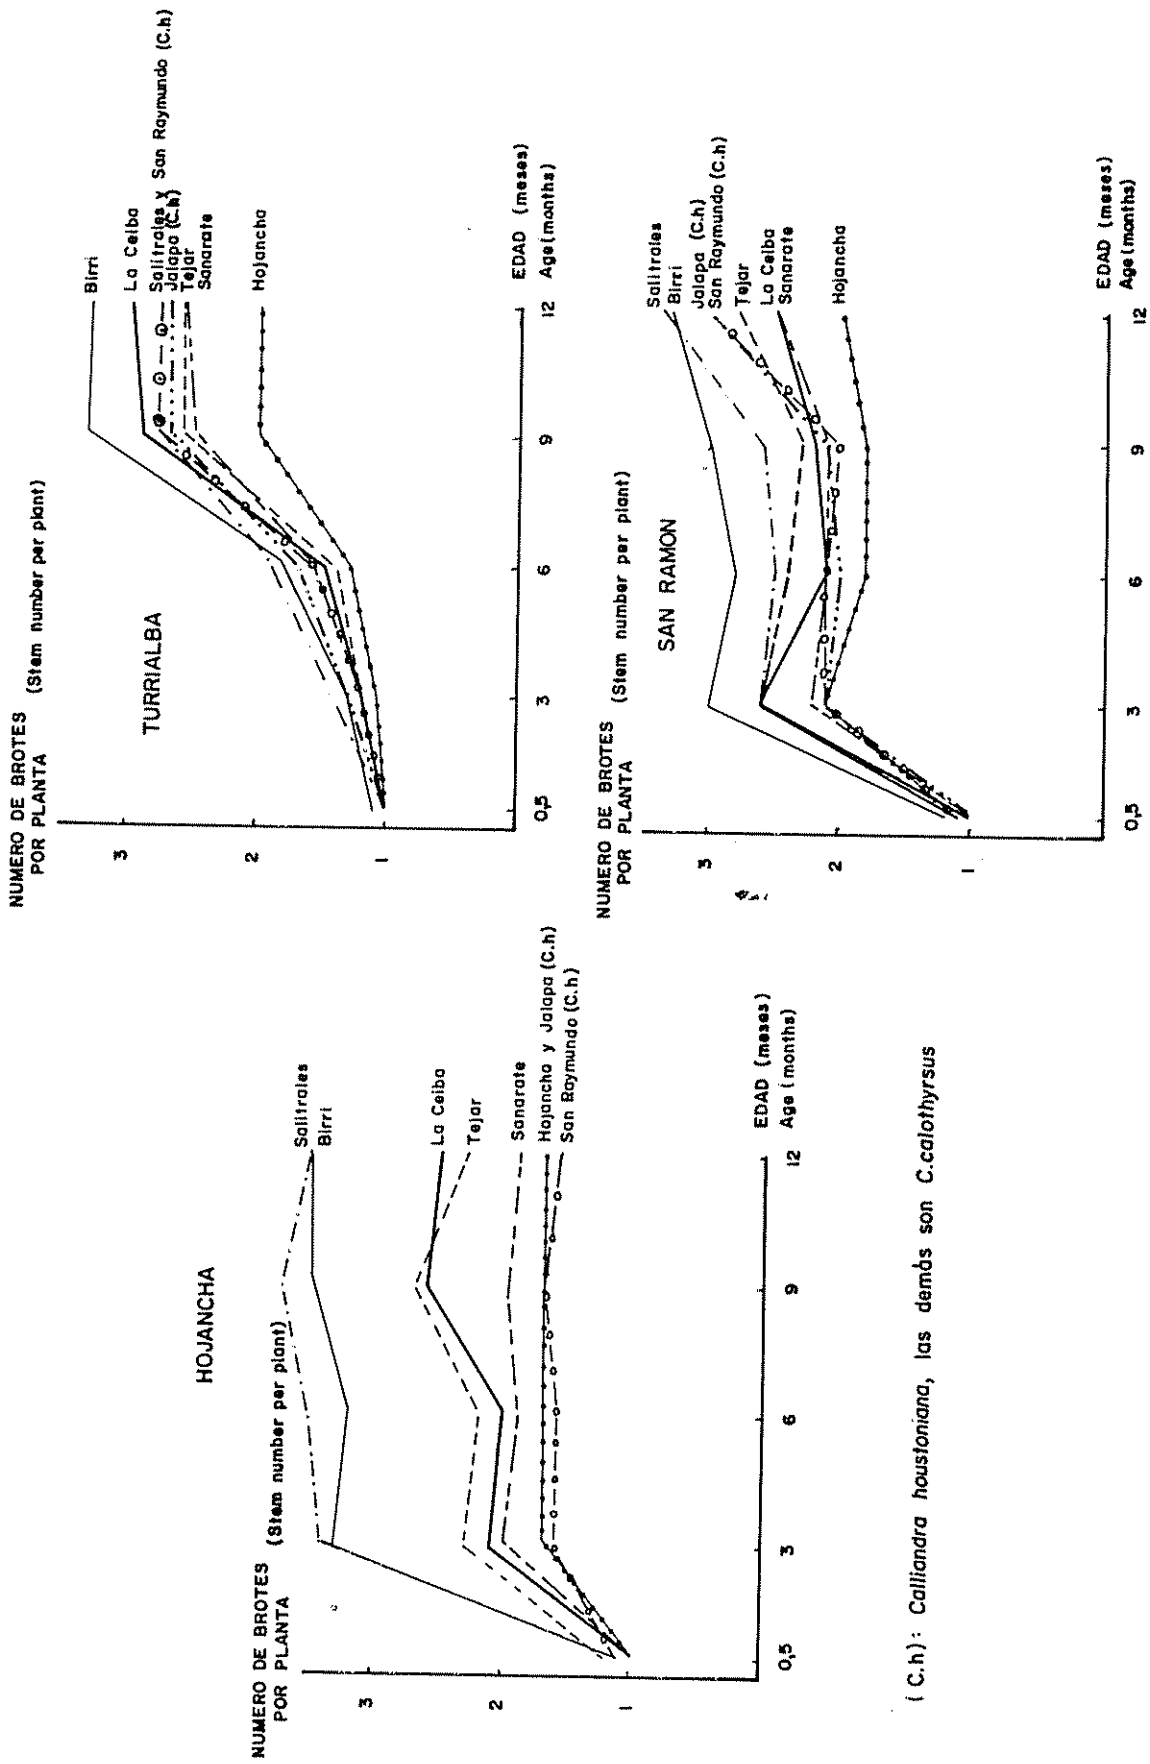 NUMERO DE BROTES
POR PLANTA (Stem number per plant)
TURRIALBA
3
2
1
0,5
3
6
9
12
EDAD (meses)
Age (months)
Birri
La Ceiba
Salitrales y San Raymundo (C.h)
Jalapa (C.h)
Tejar
Sanarate
Hojancha
NUMERO DE BROTES
POR PLANTA (Stem number per plant)
HOJANCHA
3
2
1
0,5
3
6
9
12
EDAD (meses)
Age (months)
Salitrales
Birri
La Ceiba
Tejar
Sanarate
Hojancha y Jalapa (C.h)
San Raymundo (C.h)
NUMERO DE BROTES
POR PLANTA (Stem number per plant)
SAN RAMON
3
2
1
0,5
3
6
9
12
EDAD (meses)
Age (months)
Salitrales
Birri
Jalapa (C.h)
San Raymundo (C.h)
Tejar
La Ceiba
Sanarate
Hojancha
(C.h): Calliandra houstoniana, las demás son C.calothyrsus